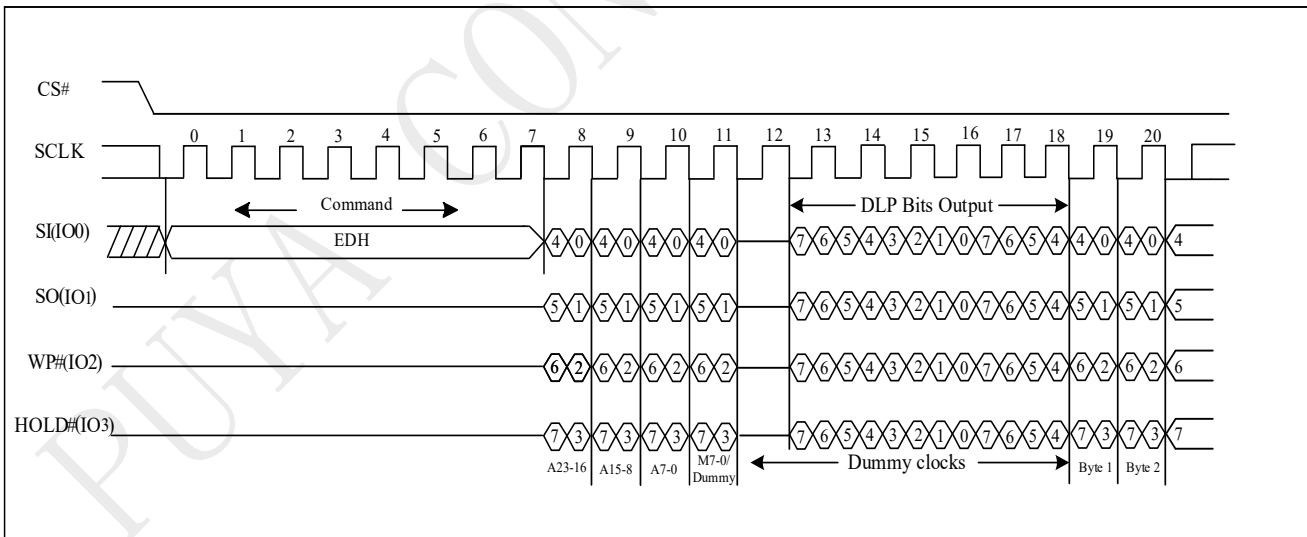 PUYA CON
CS#
0 1 2 3 4 5 6 7 8 9 10 11 12 13 14 15 16 17 18 19 20
SCLK
Command
DLP Bits Output
SI(IO0)
EDH
4 0 4 0 4 0 4 0 7 6 5 4 3 2 1 0 7 6 5 4 4 0 4 0 4
SO(IO1)
5 1 5 1 5 1 5 1 7 6 5 4 3 2 1 0 7 6 5 4 5 1 5 1 5
WP#(IO2)
6 2 6 2 6 2 6 2 7 6 5 4 3 2 1 0 7 6 5 4 6 2 6 2 6
HOLD#(IO3)
7 3 7 3 7 3 7 3 7 6 5 4 3 2 1 0 7 6 5 4 7 3 7 3 7
A23-16 A15-8 A7-0 M7-0/ Dummy clocks Byte 1 Byte 2
Dummy